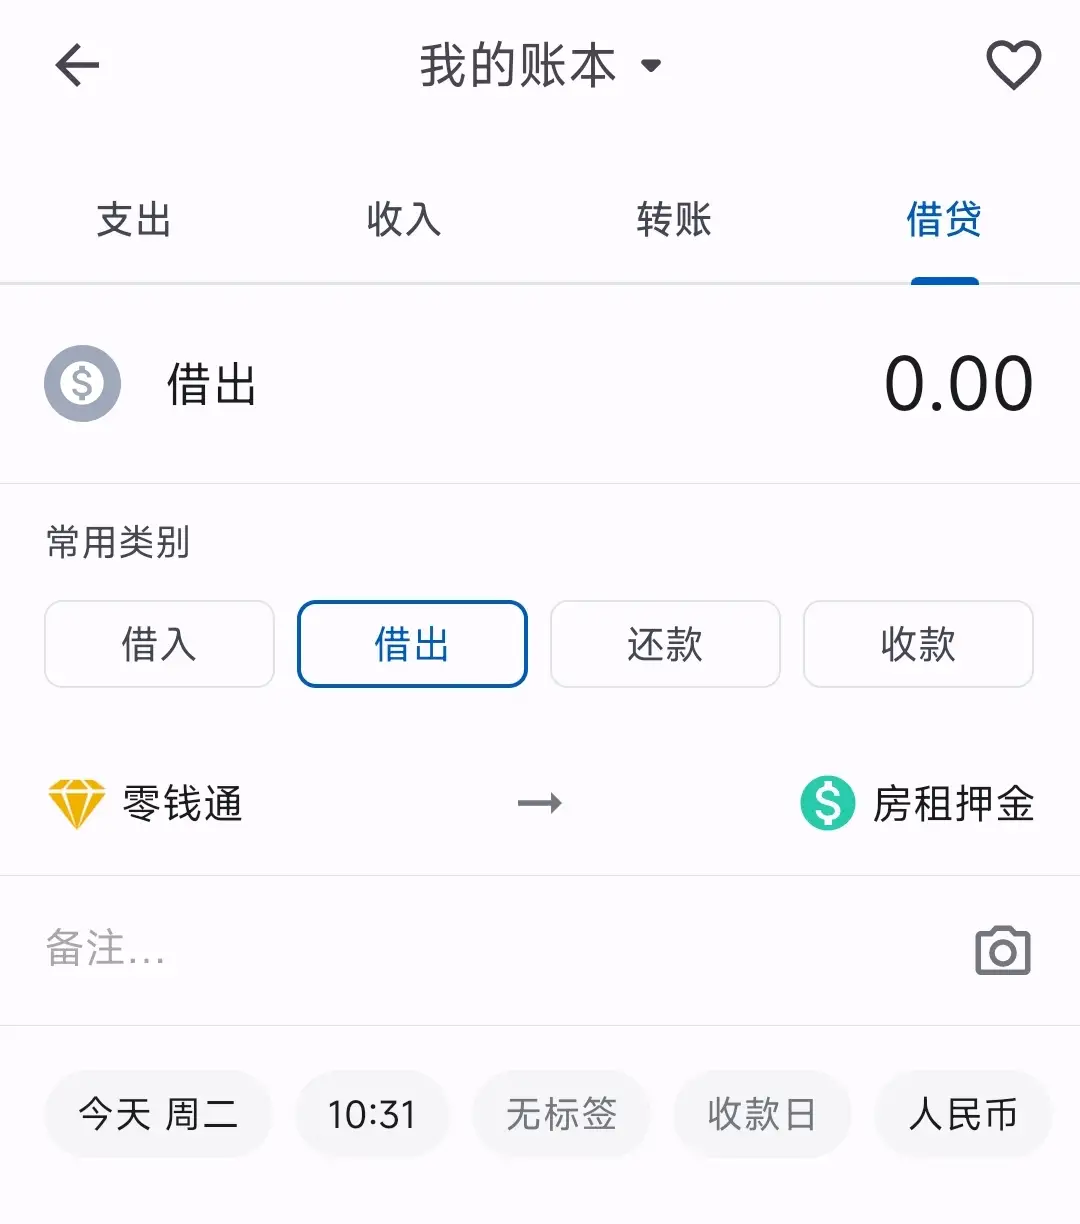 我的账本
支出 收入 转账 借贷
借出 0.00
常用类别
借入 借出 还款 收款
零钱通 → 房租押金
备注...
今天 周二 10:31 无标签 收款日 人民币